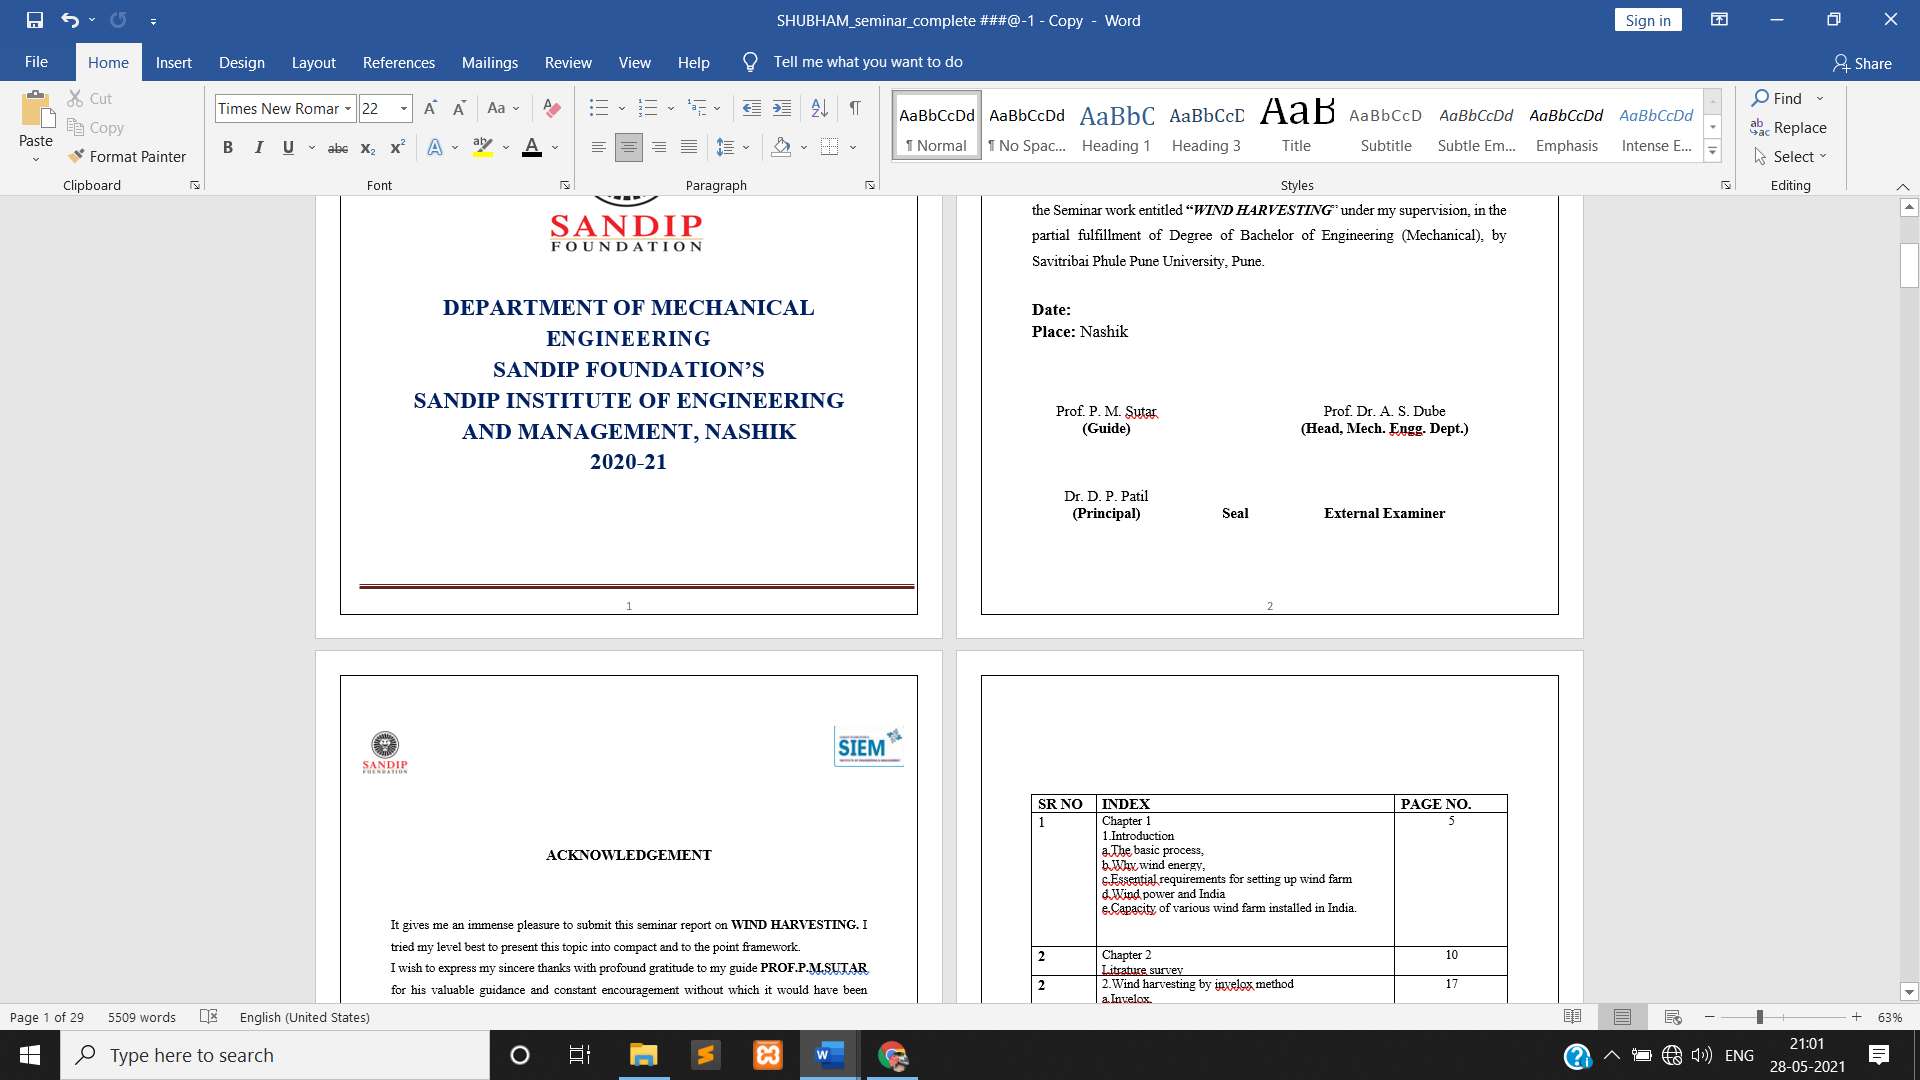 SHUBHAM_seminar_complete ###@-1 - Copy - Word
Sign in
File Home Insert Design Layout References Mailings Review View Help Tell me what you want to do
Share
Paste
Cut
Copy
Format Painter
Clipboard
Times New Romar 22
Font
Paragraph
AaBbCcDd AaBbCcDd AaBbC AaBbCcD AaB AaBbCcD AaBbCcDd AaBbCcDd AaBbCcDd
¶ Normal ¶ No Spac... Heading 1 Heading 3 Title Subtitle Subtle Em... Emphasis Intense E...
Styles
Find
Replace
Select
Editing
SANDIP
FOUNDATION
DEPARTMENT OF MECHANICAL
ENGINEERING
SANDIP FOUNDATION’S
SANDIP INSTITUTE OF ENGINEERING
AND MANAGEMENT, NASHIK
2020-21
1
the Seminar work entitled “WIND HARVESTING” under my supervision, in the
partial fulfillment of Degree of Bachelor of Engineering (Mechanical), by
Savitribai Phule Pune University, Pune.
Date:
Place: Nashik
Prof. P. M. Sutar Prof. Dr. A. S. Dube
(Guide) (Head, Mech. Engg. Dept.)
Dr. D. P. Patil
(Principal) Seal External Examiner
2
SANDIP
FOUNDATION
SIEM
ACKNOWLEDGEMENT
It gives me an immense pleasure to submit this seminar report on WIND HARVESTING. I
tried my level best to present this topic into compact and to the point framework.
I wish to express my sincere thanks with profound gratitude to my guide PROF.P.M.SUTAR
for his valuable guidance and constant encouragement without which it would have been
SR NO INDEX PAGE NO.
1 Chapter 1 5
1.Introduction
a.The basic process,
b.Why wind energy,
c.Essential requirements for setting up wind farm
d.Wind power and India
e.Capacity of various wind farm installed in India.
2 Chapter 2 10
Litrature survey
2 2.Wind harvesting by invelox method 17
a.Invelox,
Page 1 of 29 5509 words English (United States) 63%
Type here to search
ENG
21:01
28-05-2021